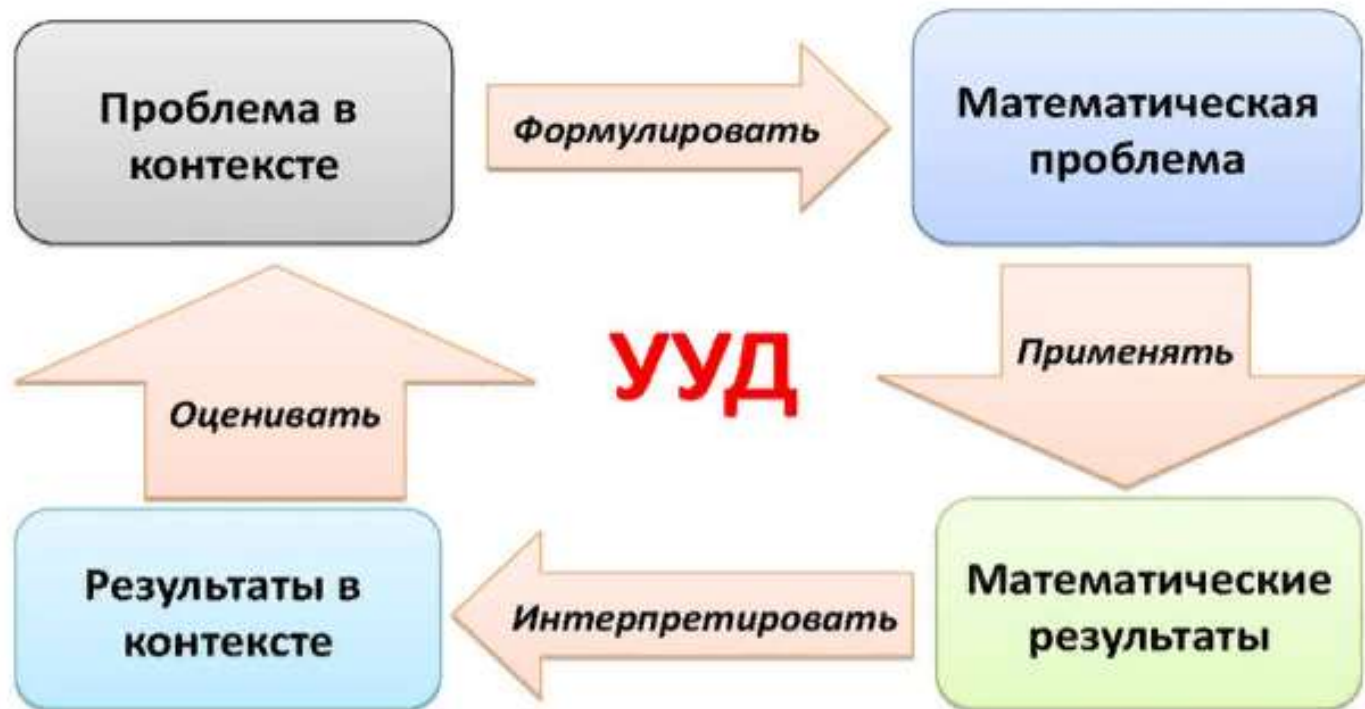 Проблема в
контексте
Формулировать
Математическая
проблема
УУД
Применять
Оценивать
Результаты в
контексте
Интерпретировать
Математические
результаты